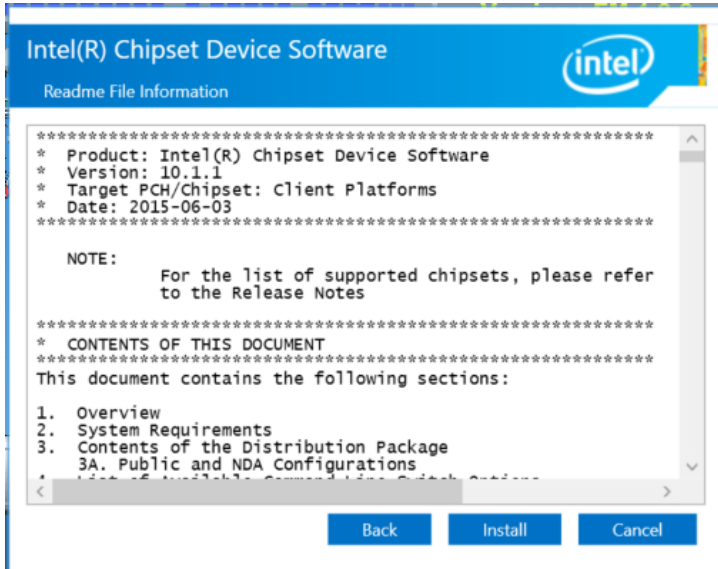 Intel(R) Chipset Device Software
intel
Readme File Information
************************************************************
* Product: Intel(R) Chipset Device Software
* Version: 10.1.1
* Target PCH/Chipset: Client Platforms
* Date: 2015-06-03
************************************************************
NOTE:
For the list of supported chipsets, please refer
to the Release Notes
************************************************************
* CONTENTS OF THIS DOCUMENT
************************************************************
This document contains the following sections:
1. Overview
2. System Requirements
3. Contents of the Distribution Package
3A. Public and NDA Configurations
Back
Install
Cancel